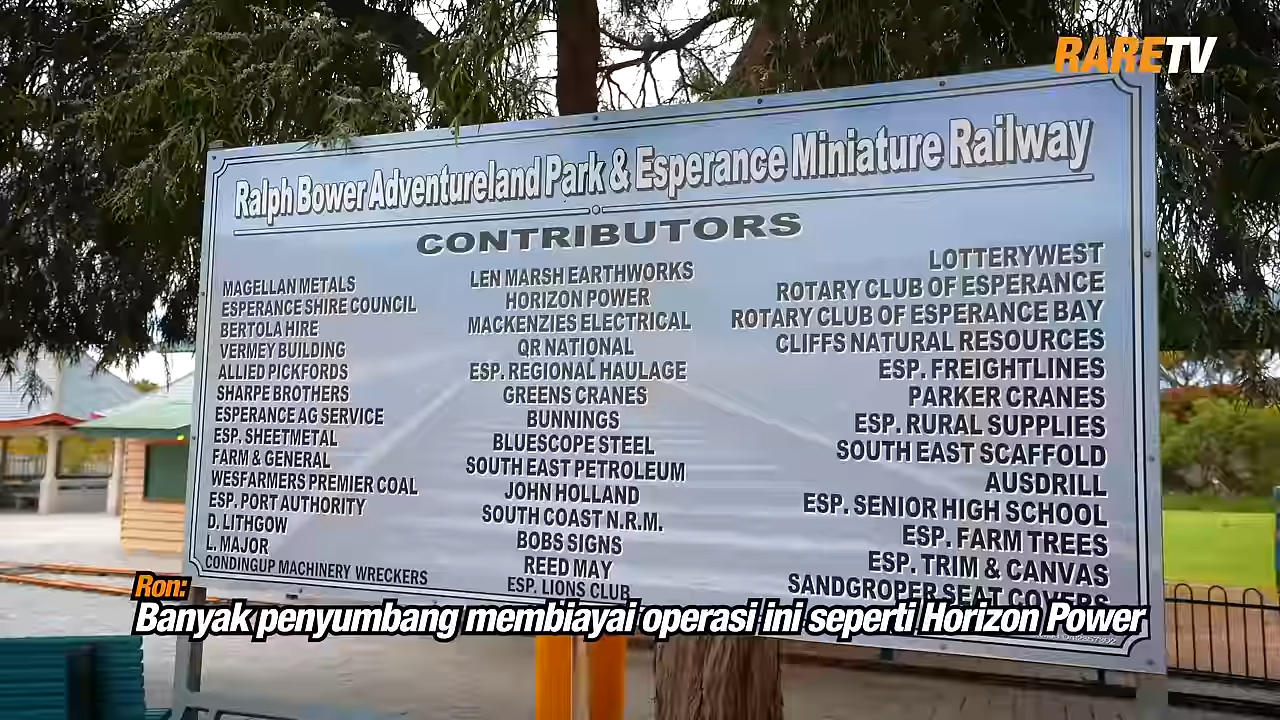 RARETV
Ralph Bower Adventureland Park & Esperance Miniature Railway
CONTRIBUTORS
MAGELLAN METALS
ESPERANCE SHIRE COUNCIL
BERTOLA HIRE
VERMEY BUILDING
ALLIED PICKFORDS
SHARPE BROTHERS
ESPERANCE AG SERVICE
ESP. SHEETMETAL
FARM & GENERAL
WESFARMERS PREMIER COAL
ESP. PORT AUTHORITY
D. LITHGOW
L. MAJOR
CONDINGUP MACHINERY WRECKERS
LEN MARSH EARTHWORKS
HORIZON POWER
MACKENZIES ELECTRICAL
QR NATIONAL
ESP. REGIONAL HAULAGE
GREENS CRANES
BUNNINGS
BLUESCOPE STEEL
SOUTH EAST PETROLEUM
JOHN HOLLAND
SOUTH COAST N.R.M.
BOBS SIGNS
REED MAY
ESP. LIONS CLUB
LOTTERYWEST
ROTARY CLUB OF ESPERANCE
ROTARY CLUB OF ESPERANCE BAY
CLIFFS NATURAL RESOURCES
ESP. FREIGHTLINES
PARKER CRANES
ESP. RURAL SUPPLIES
SOUTH EAST SCAFFOLD
AUSDRILL
ESP. SENIOR HIGH SCHOOL
ESP. FARM TREES
ESP. TRIM & CANVAS
SANDGROPER SEAT COVERS
Ron:
Banyak penyumbang membiayai operasi ini seperti Horizon Power